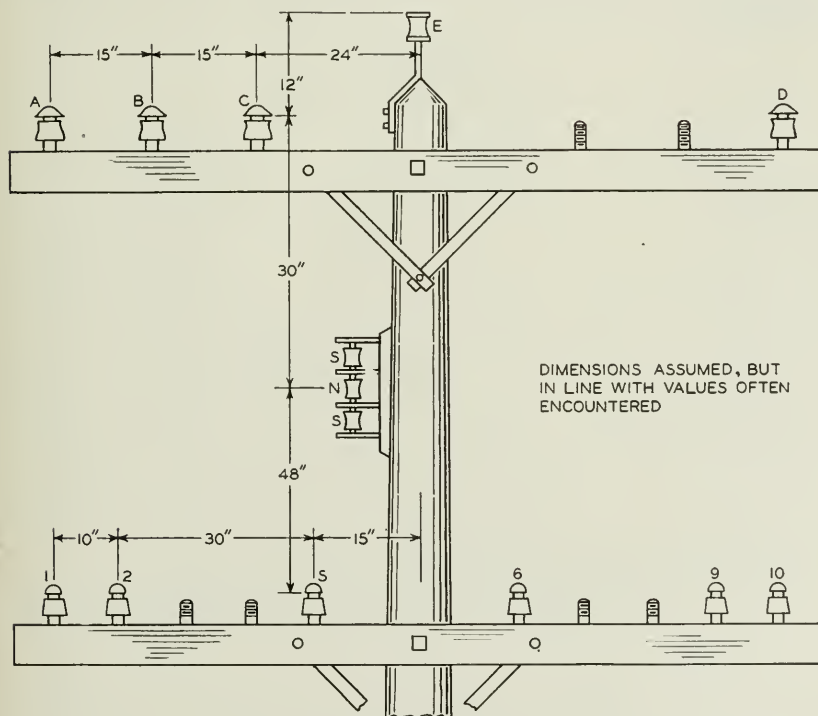 E
15"
15"
24"
12"
A
B
C
D
30"
S
N
S
DIMENSIONS ASSUMED, BUT
IN LINE WITH VALUES OFTEN
ENCOUNTERED
48"
10"
30"
15"
1
2
S
6
9
10